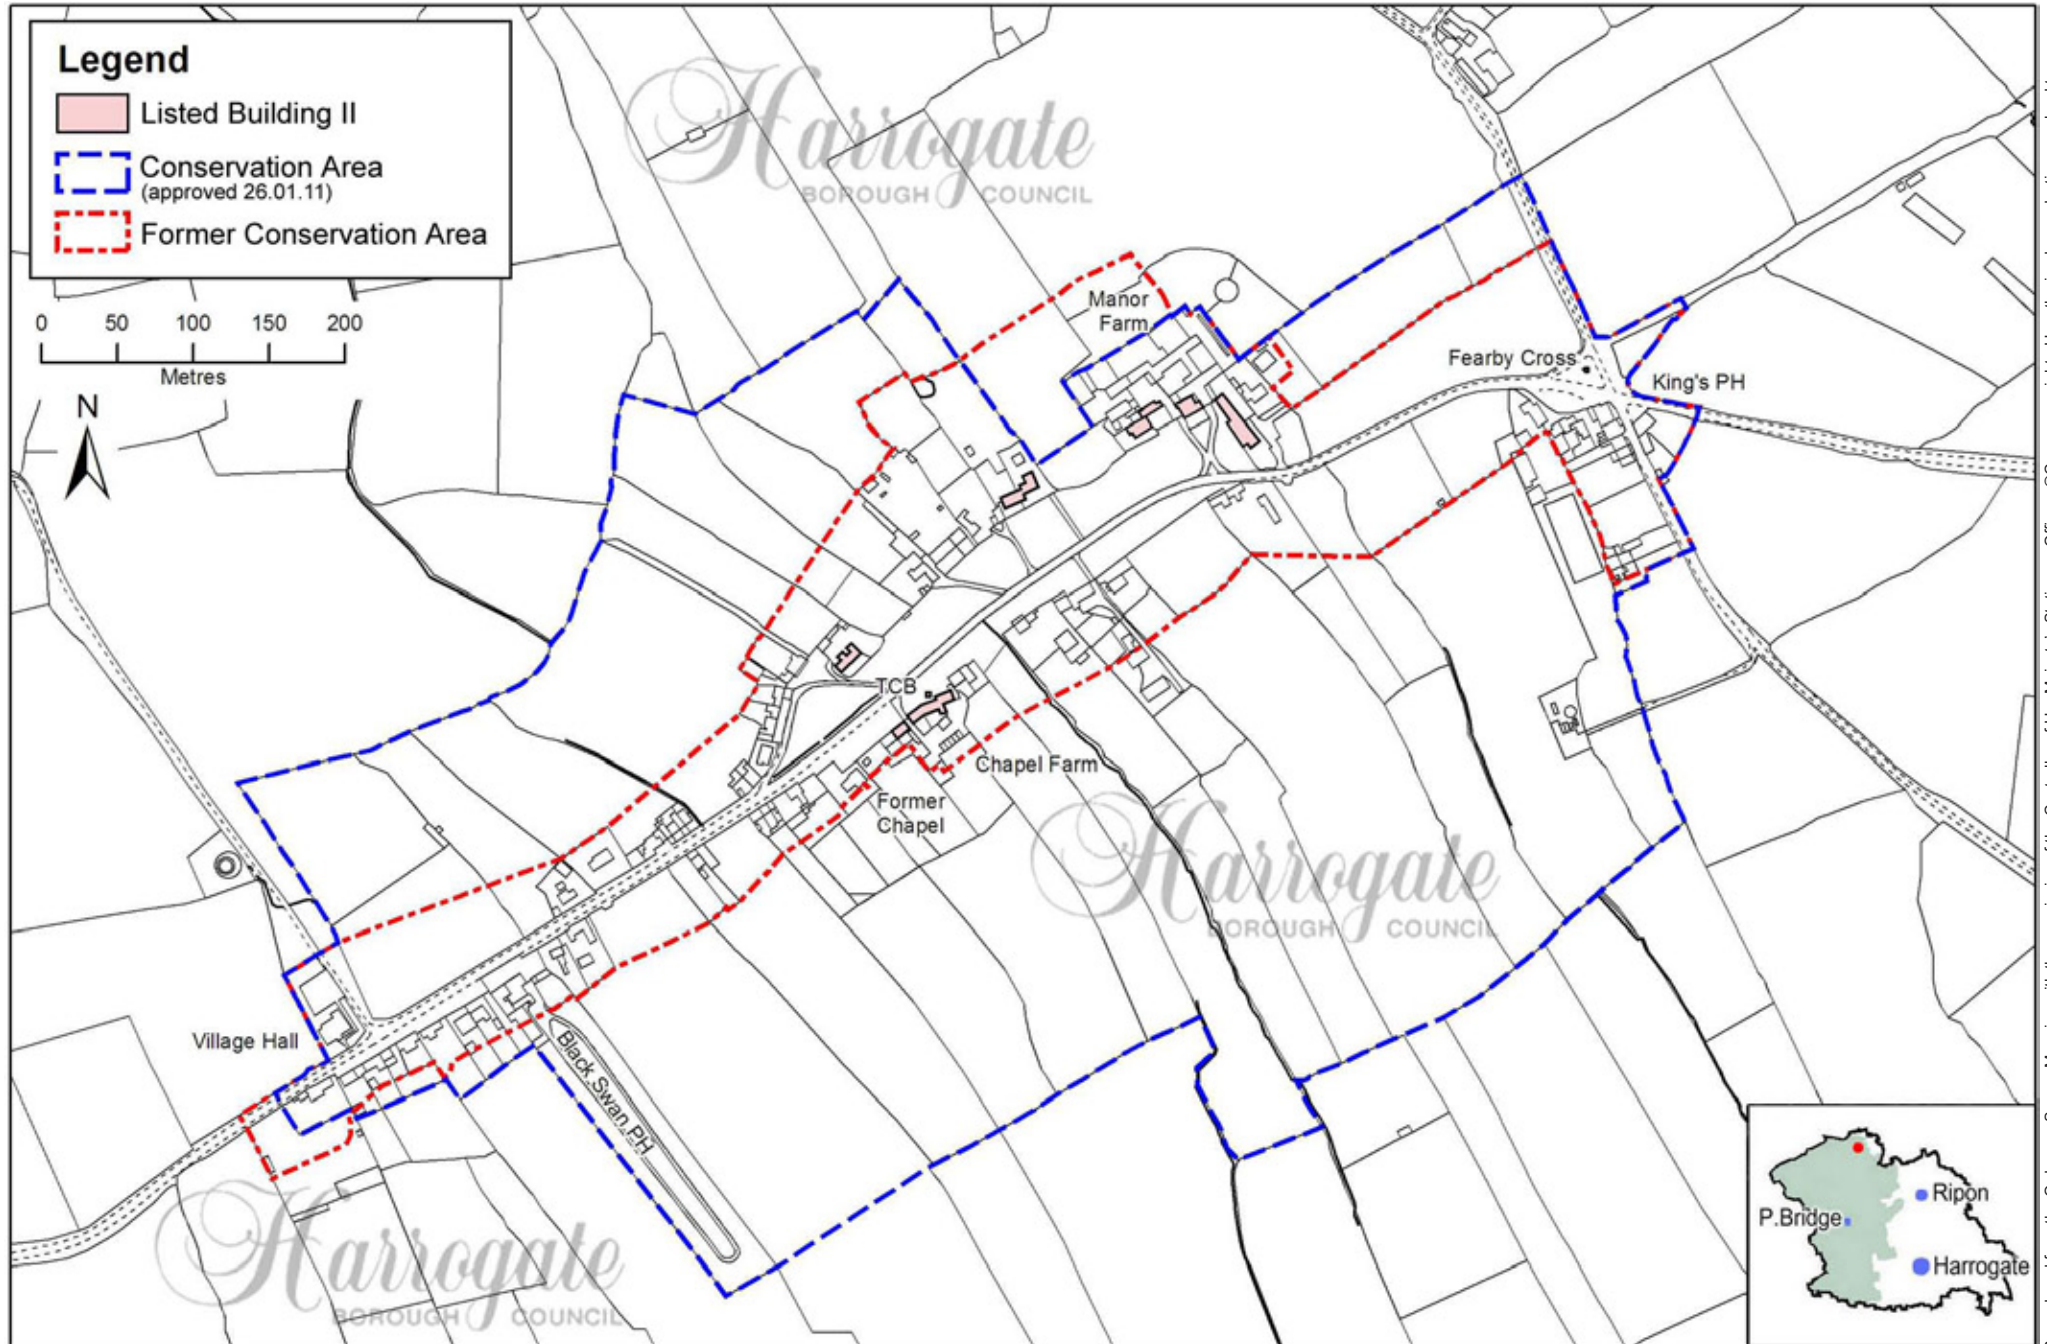 Legend
Listed Building II
Conservation Area
(approved 26.01.11)
Former Conservation Area
0 50 100 150 200
Metres
N
Harrogate
BOROUGH COUNCIL
Manor
Farm
Fearby Cross
King's PH
TCB
Chapel Farm
Former
Chapel
Harrogate
BOROUGH COUNCIL
Village Hall
Black Swan PH
Harrogate
BOROUGH COUNCIL
Ripon
P.Bridge
Harrogate